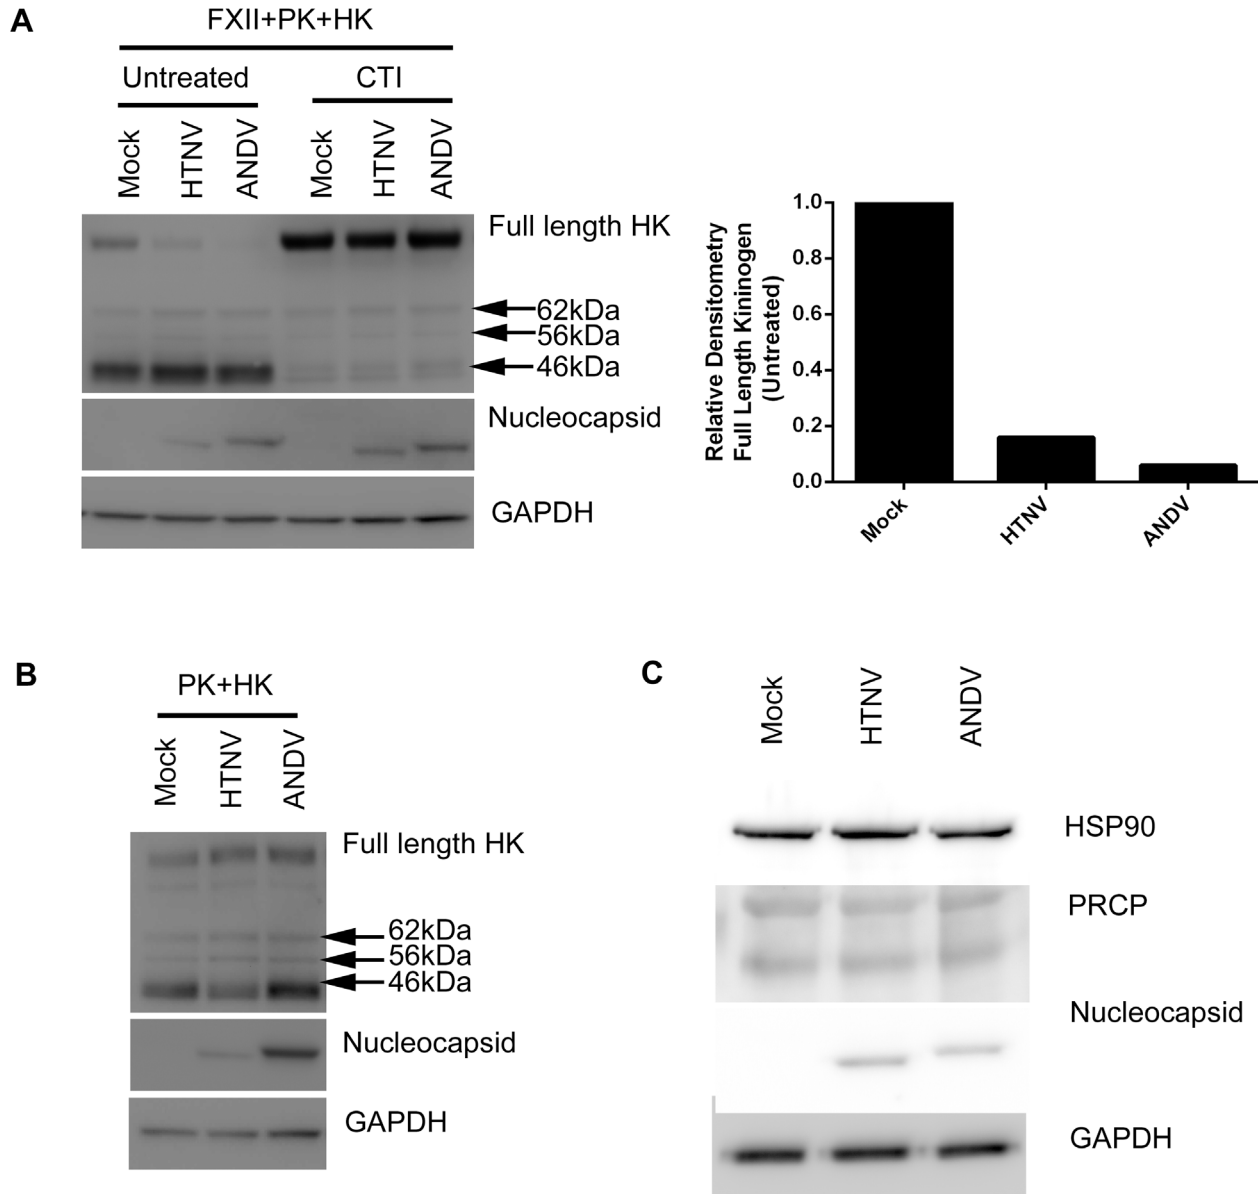 A
FXII+PK+HK
Untreated
CTI
Mock
HTNV
ANDV
Mock
HTNV
ANDV
Full length HK
62kDa
56kDa
46kDa
Nucleocapsid
GAPDH
Relative Densitometry
Full Length Kininogen
(Untreated)
1.0
0.8
0.6
0.4
0.2
0.0
Mock
HTNV
ANDV
B
PK+HK
Mock
HTNV
ANDV
Full length HK
62kDa
56kDa
46kDa
Nucleocapsid
GAPDH
C
Mock
HTNV
ANDV
HSP90
PRCP
Nucleocapsid
GAPDH